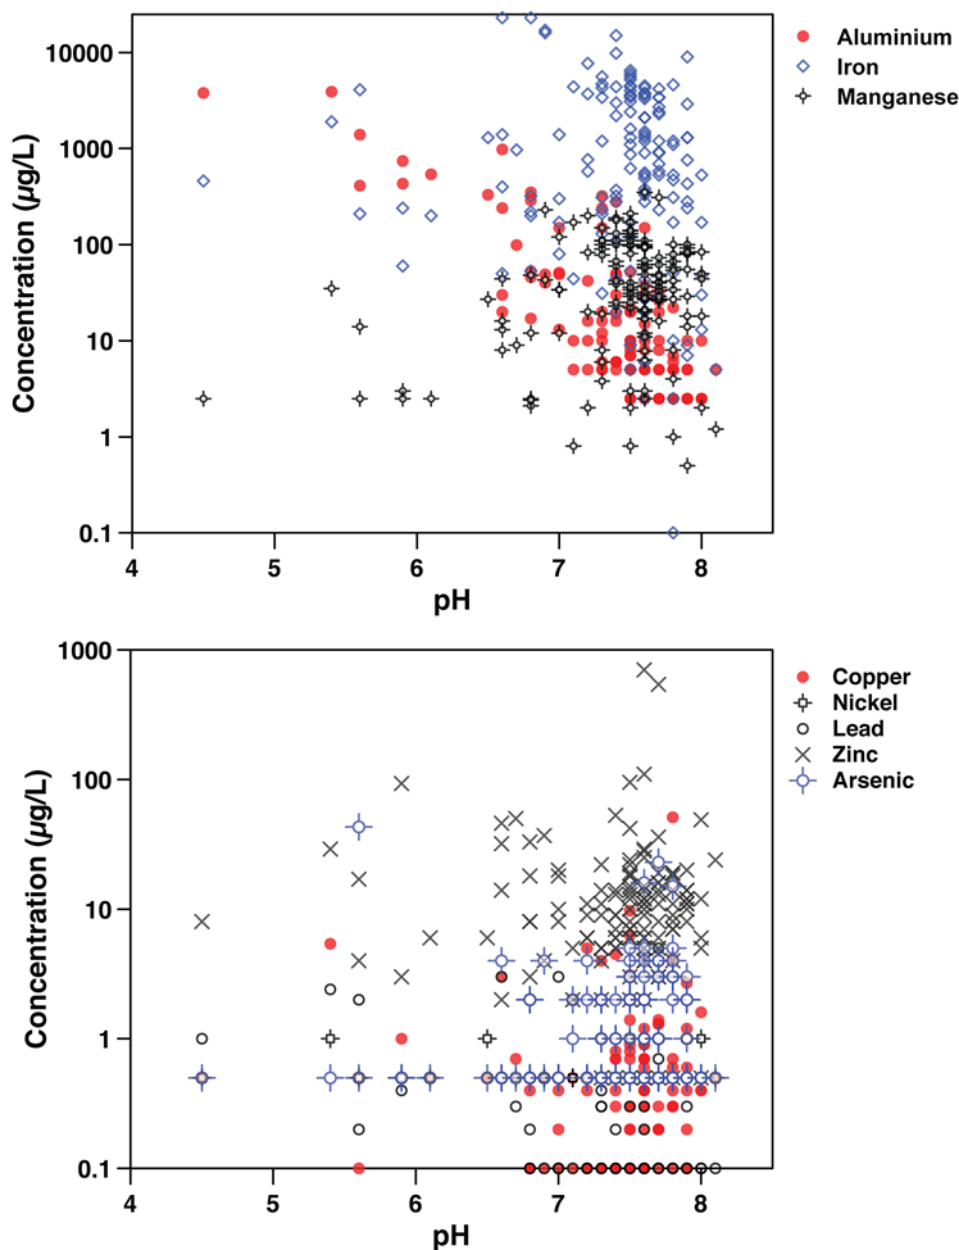 10000
1000
100
10
1
0.1
Concentration (µg/L)
4 5 6 7 8
pH
Aluminium
Iron
Manganese
1000
100
10
1
0.1
Concentration (µg/L)
4 5 6 7 8
pH
Copper
Nickel
Lead
Zinc
Arsenic